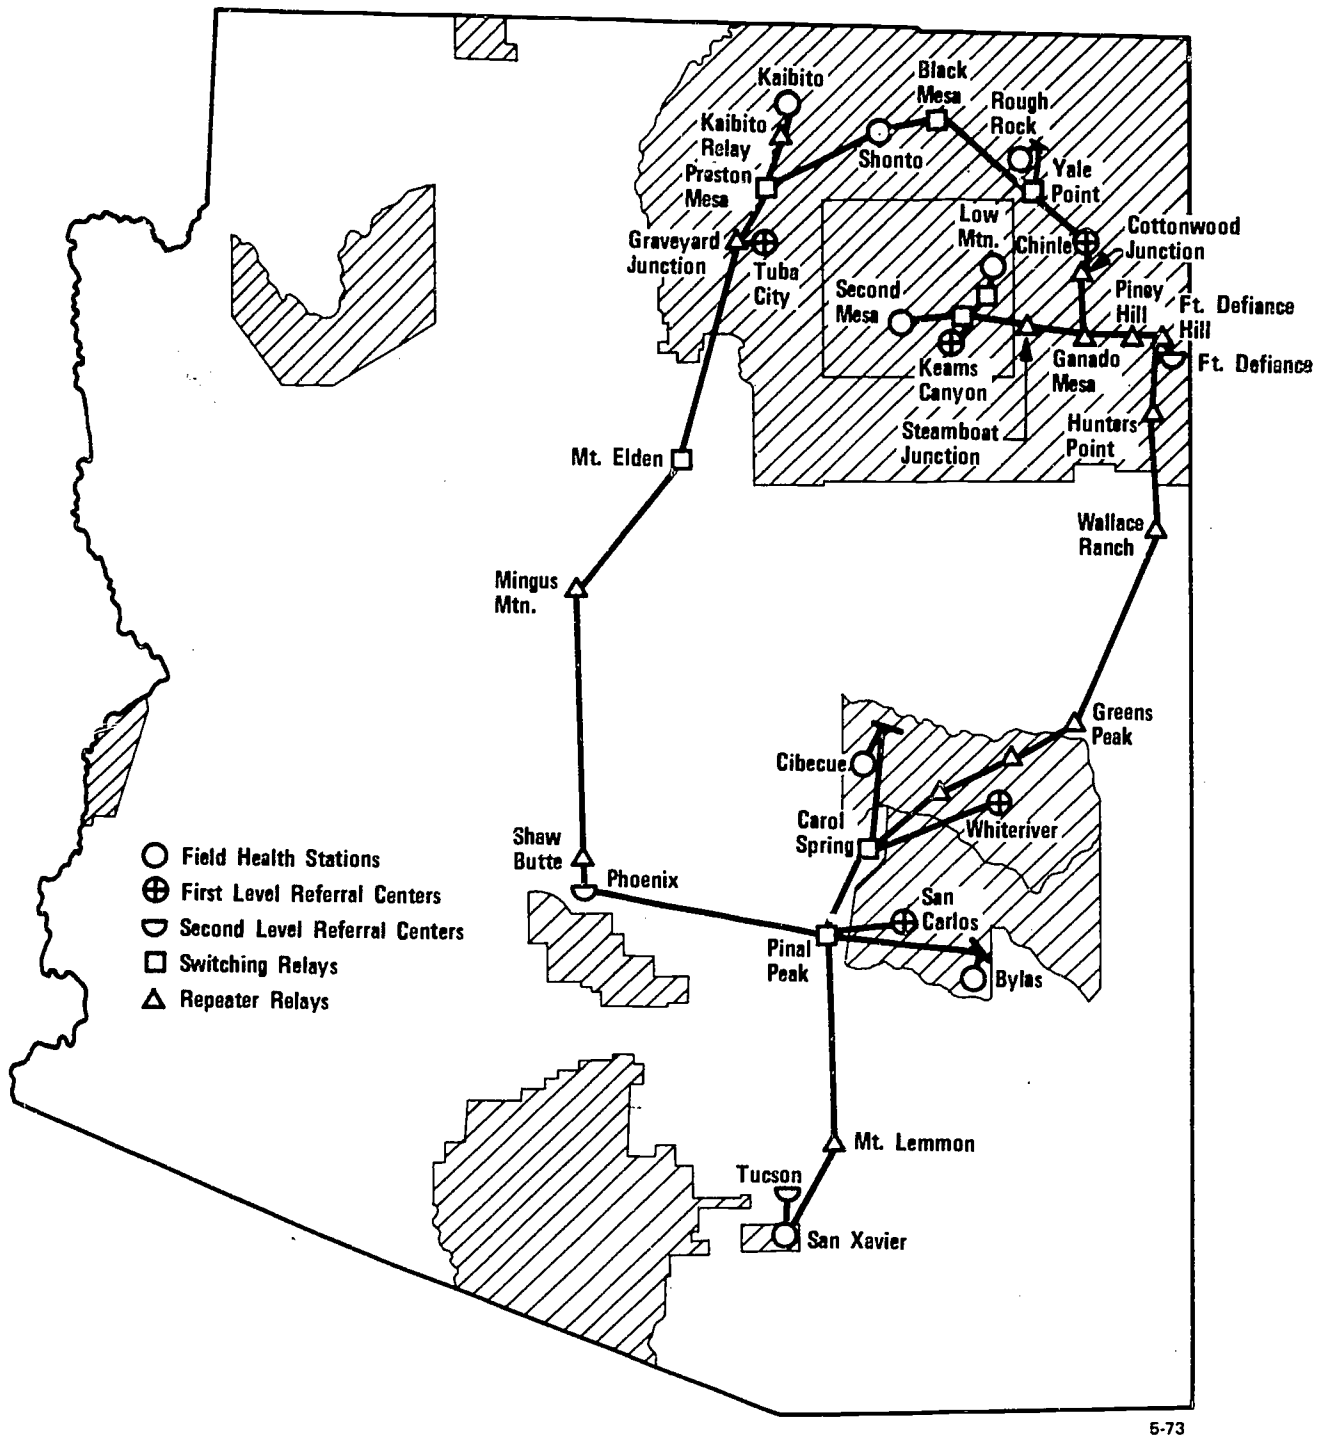 Kaibito
Black
Mesa
Rough
Rock
Kaibito
Relay
Shonto
Preston
Mesa
Yale
Point
Low
Mtn.
Chinle
Cottonwood
Junction
Graveyard
Junction
Tuba
City
Second
Mesa
Piney
Hill
Ft. Defiance
Hill
Ft. Defiance
Keams
Canyon
Ganado
Mesa
Steamboat
Junction
Hunters
Point
Mt. Elden
Wallace
Ranch
Mingus
Mtn.
Greens
Peak
Cibecue
Carol
Spring
Whiteriver
Shaw
Butte
Phoenix
San
Carlos
Pinal
Peak
Bylas
Field Health Stations
First Level Referral Centers
Second Level Referral Centers
Switching Relays
Repeater Relays
Mt. Lemmon
Tucson
San Xavier
5-73